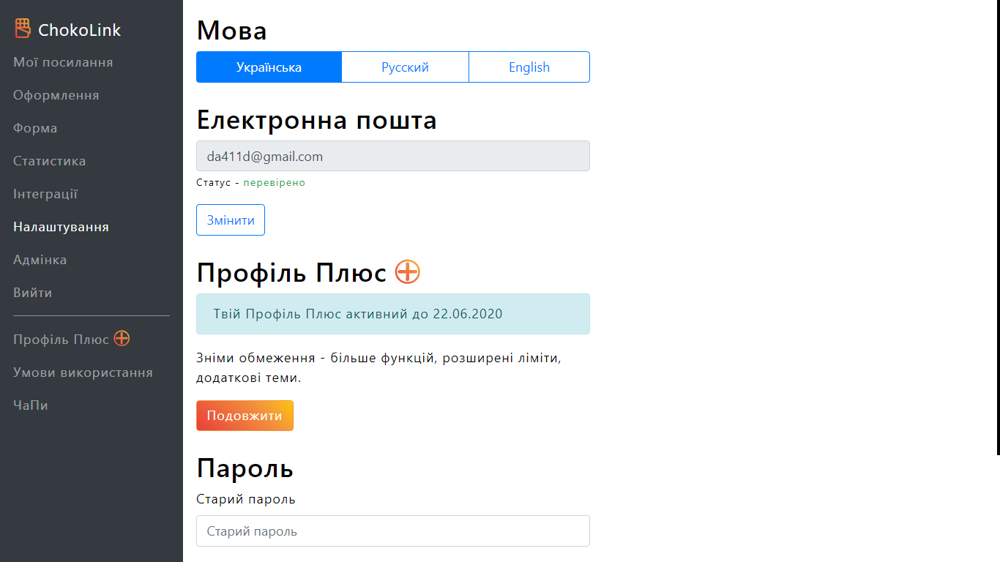 ChokoLink
Мої посилання
Оформлення
Форма
Статистика
Інтеграції
Налаштування
Адмінка
Вийти
Профіль Плюс
Умови використання
ЧаПи
Мова
Українська
Русский
English
Електронна пошта
da411d@gmail.com
Статус - перевірено
Змінити
Профіль Плюс
Твій Профіль Плюс активний до 22.06.2020
Зніми обмеження - більше функцій, розширені ліміти,
додаткові теми.
Подовжити
Пароль
Старий пароль
Старий пароль